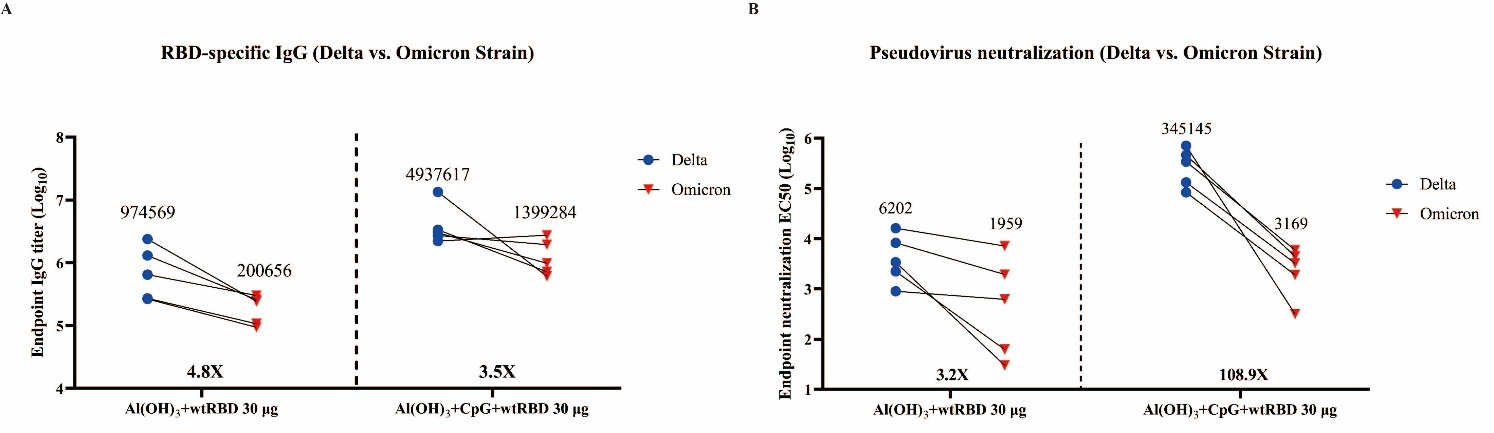 A
RBD-specific IgG (Delta vs. Omicron Strain)
Endpoint IgG titer (Log10)
8
7
6
5
4
974569
200656
4937617
1399284
4.8X
3.5X
Al(OH)3+wtRBD 30 μg
Al(OH)3+CpG+wtRBD 30 μg
Delta
Omicron
B
Pseudovirus neutralization (Delta vs. Omicron Strain)
Endpoint neutralization EC50 (Log10)
6
5
4
3
2
1
6202
1959
345145
3169
3.2X
108.9X
Al(OH)3+wtRBD 30 μg
Al(OH)3+CpG+wtRBD 30 μg
Delta
Omicron